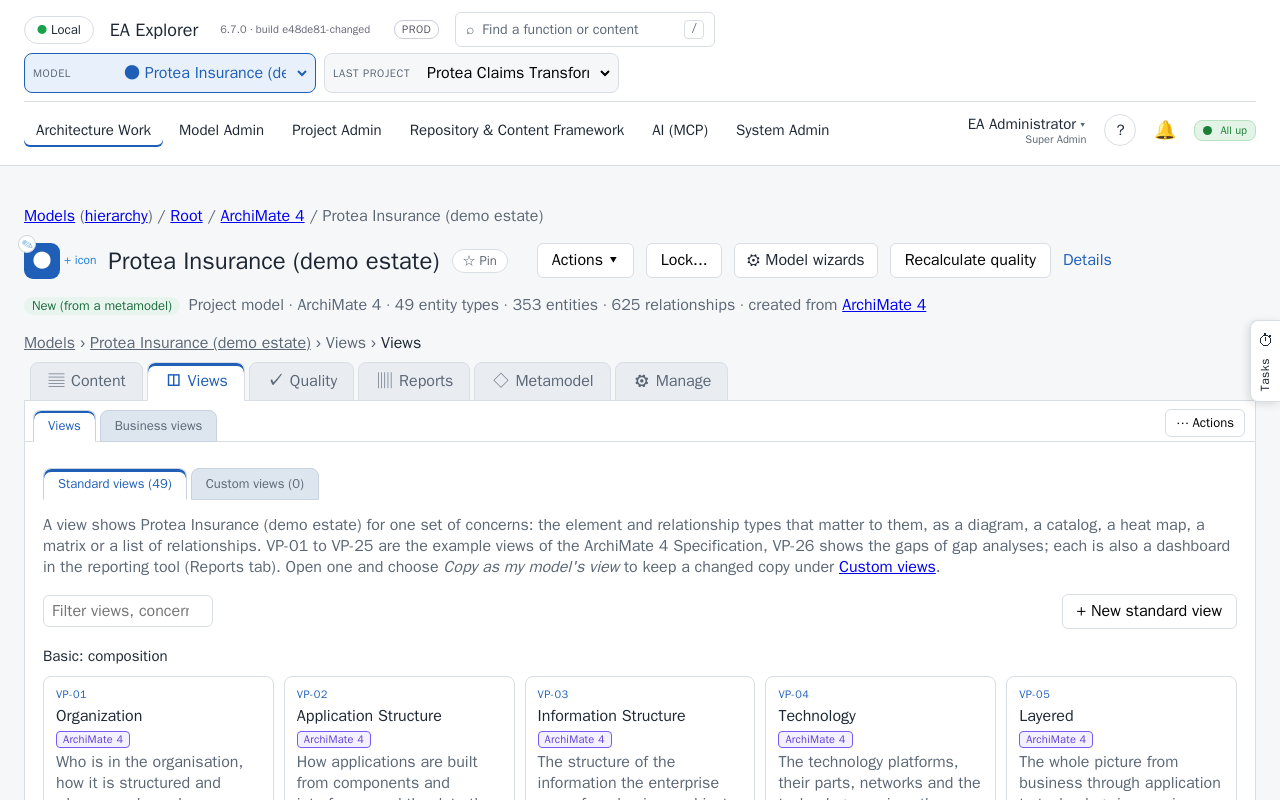 Local
EA Explorer
6.7.0 · build e48de81-changed
PROD
Find a function or content
/
MODEL
Protea Insurance (de
LAST PROJECT
Protea Claims Transfor
Architecture Work
Model Admin
Project Admin
Repository & Content Framework
AI (MCP)
System Admin
EA Administrator
Super Admin
?
All up
Models (hierarchy) / Root / ArchiMate 4 / Protea Insurance (demo estate)
+ icon
Protea Insurance (demo estate)
☆ Pin
Actions ▾
Lock...
⚙ Model wizards
Recalculate quality
Details
New (from a metamodel)
Project model · ArchiMate 4 · 49 entity types · 353 entities · 625 relationships · created from ArchiMate 4
Models › Protea Insurance (demo estate) › Views › Views
Content
Views
✓ Quality
Reports
Metamodel
Manage
Tasks
Views
Business views
··· Actions
Standard views (49)
Custom views (0)
A view shows Protea Insurance (demo estate) for one set of concerns: the element and relationship types that matter to them, as a diagram, a catalog, a heat map, a
matrix or a list of relationships. VP-01 to VP-25 are the example views of the ArchiMate 4 Specification, VP-26 shows the gaps of gap analyses; each is also a dashboard
in the reporting tool (Reports tab). Open one and choose Copy as my model's view to keep a changed copy under Custom views.
Filter views, concern
+ New standard view
Basic: composition
VP-01
Organization
ArchiMate 4
Who is in the organisation,
how it is structured and
VP-02
Application Structure
ArchiMate 4
How applications are built
from components and
VP-03
Information Structure
ArchiMate 4
The structure of the
information the enterprise
VP-04
Technology
ArchiMate 4
The technology platforms,
their parts, networks and the
VP-05
Layered
ArchiMate 4
The whole picture from
business through application